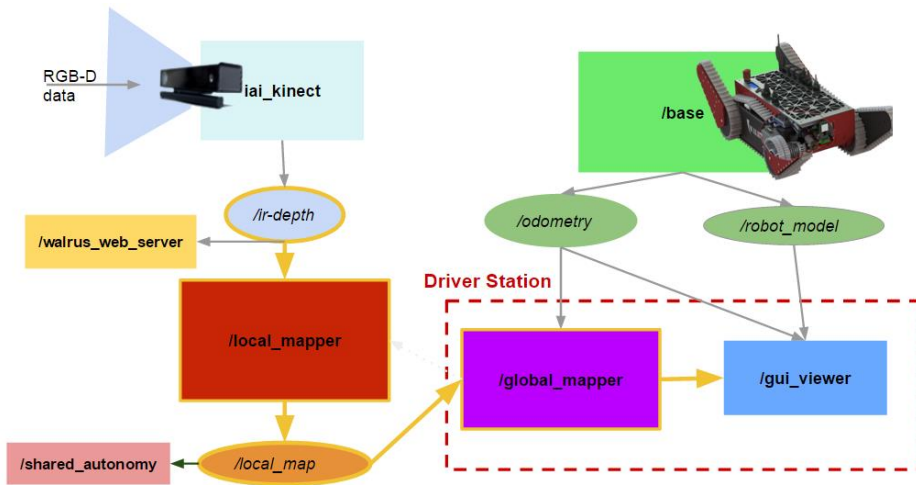 RGB-D
data
iai_kinect
/base
/ir-depth
/odometry
/robot_model
/walrus_web_server
Driver Station
/local_mapper
/global_mapper
/gui_viewer
/shared_autonomy
/local_map